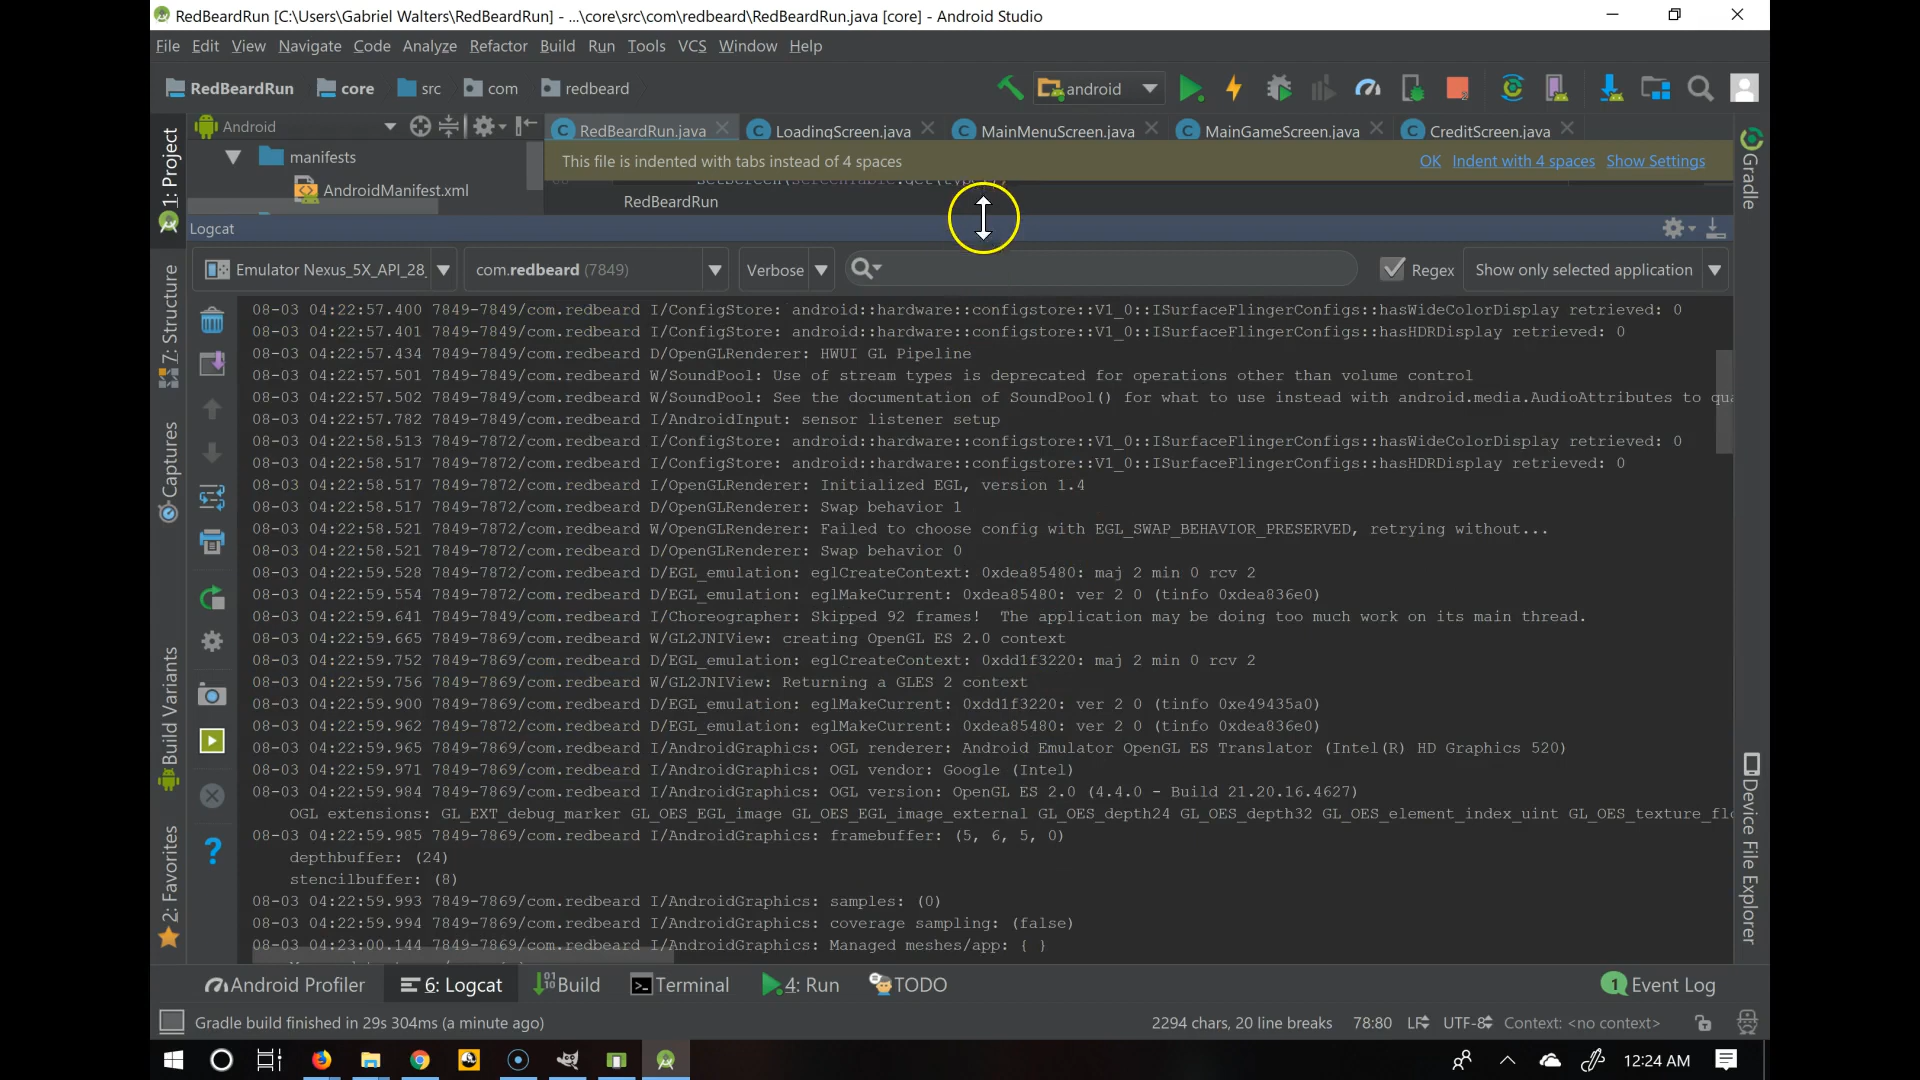 RedBeardRun [C:\Users\Gabriel Walters\RedBeardRun] - ...\core\src\com\redbeard\RedBeardRun.java [core] - Android Studio
File Edit View Navigate Code Analyze Refactor Build Run Tools VCS Window Help
RedBeardRun core src com redbeard android
Android
RedBeardRun.java LoadingScreen.java MainMenuScreen.java MainGameScreen.java CreditScreen.java
manifests
AndroidManifest.xml
This file is indented with tabs instead of 4 spaces OK Indent with 4 spaces Show Settings
RedBeardRun
Logcat
Emulator Nexus_5X_API_28 com.redbeard (7849) Verbose Regex Show only selected application
08-03 04:22:57.400 7849-7849/com.redbeard I/ConfigStore: android::hardware::configstore::V1_0::ISurfaceFlingerConfigs::hasWideColorDisplay retrieved: 0
08-03 04:22:57.401 7849-7849/com.redbeard I/ConfigStore: android::hardware::configstore::V1_0::ISurfaceFlingerConfigs::hasHDRDisplay retrieved: 0
08-03 04:22:57.434 7849-7849/com.redbeard D/OpenGLRenderer: HWUI GL Pipeline
08-03 04:22:57.501 7849-7849/com.redbeard W/SoundPool: Use of stream types is deprecated for operations other than volume control
08-03 04:22:57.502 7849-7849/com.redbeard W/SoundPool: See the documentation of SoundPool() for what to use instead with android.media.AudioAttributes to qua
08-03 04:22:57.782 7849-7849/com.redbeard I/AndroidInput: sensor listener setup
08-03 04:22:58.513 7849-7872/com.redbeard I/ConfigStore: android::hardware::configstore::V1_0::ISurfaceFlingerConfigs::hasWideColorDisplay retrieved: 0
08-03 04:22:58.517 7849-7872/com.redbeard I/ConfigStore: android::hardware::configstore::V1_0::ISurfaceFlingerConfigs::hasHDRDisplay retrieved: 0
08-03 04:22:58.517 7849-7872/com.redbeard I/OpenGLRenderer: Initialized EGL, version 1.4
08-03 04:22:58.517 7849-7872/com.redbeard D/OpenGLRenderer: Swap behavior 1
08-03 04:22:58.521 7849-7872/com.redbeard W/OpenGLRenderer: Failed to choose config with EGL_SWAP_BEHAVIOR_PRESERVED, retrying without...
08-03 04:22:58.521 7849-7872/com.redbeard D/OpenGLRenderer: Swap behavior 0
08-03 04:22:59.528 7849-7872/com.redbeard D/EGL_emulation: eglCreateContext: 0xdea85480: maj 2 min 0 rcv 2
08-03 04:22:59.554 7849-7872/com.redbeard D/EGL_emulation: eglMakeCurrent: 0xdea85480: ver 2 0 (tinfo 0xdea836e0)
08-03 04:22:59.641 7849-7849/com.redbeard I/Choreographer: Skipped 92 frames!  The application may be doing too much work on its main thread.
08-03 04:22:59.665 7849-7869/com.redbeard W/GL2JNIView: creating OpenGL ES 2.0 context
08-03 04:22:59.752 7849-7869/com.redbeard D/EGL_emulation: eglCreateContext: 0xdd1f3220: maj 2 min 0 rcv 2
08-03 04:22:59.756 7849-7869/com.redbeard W/GL2JNIView: Returning a GLES 2 context
08-03 04:22:59.900 7849-7869/com.redbeard D/EGL_emulation: eglMakeCurrent: 0xdd1f3220: ver 2 0 (tinfo 0xe49435a0)
08-03 04:22:59.962 7849-7872/com.redbeard D/EGL_emulation: eglMakeCurrent: 0xdea85480: ver 2 0 (tinfo 0xdea836e0)
08-03 04:22:59.965 7849-7869/com.redbeard I/AndroidGraphics: OGL renderer: Android Emulator OpenGL ES Translator (Intel(R) HD Graphics 520)
08-03 04:22:59.971 7849-7869/com.redbeard I/AndroidGraphics: OGL vendor: Google (Intel)
08-03 04:22:59.984 7849-7869/com.redbeard I/AndroidGraphics: OGL version: OpenGL ES 2.0 (4.4.0 - Build 21.20.16.4627)
OGL extensions: GL_EXT_debug_marker GL_OES_EGL_image GL_OES_EGL_image_external GL_OES_depth24 GL_OES_depth32 GL_OES_element_index_uint GL_OES_texture_flo
08-03 04:22:59.985 7849-7869/com.redbeard I/AndroidGraphics: framebuffer: (5, 6, 5, 0)
depthbuffer: (24)
stencilbuffer: (8)
08-03 04:22:59.993 7849-7869/com.redbeard I/AndroidGraphics: samples: (0)
08-03 04:22:59.994 7849-7869/com.redbeard I/AndroidGraphics: coverage sampling: (false)
08-03 04:23:00.144 7849-7869/com.redbeard I/AndroidGraphics: Managed meshes/app: { }
1: Project
7: Structure
Captures
Build Variants
2: Favorites
Gradle
Device File Explorer
Android Profiler 6: Logcat Build Terminal 4: Run TODO 1 Event Log
Gradle build finished in 29s 304ms (a minute ago) 2294 chars, 20 line breaks 78:80 LF UTF-8 Context: <no context>
12:24 AM